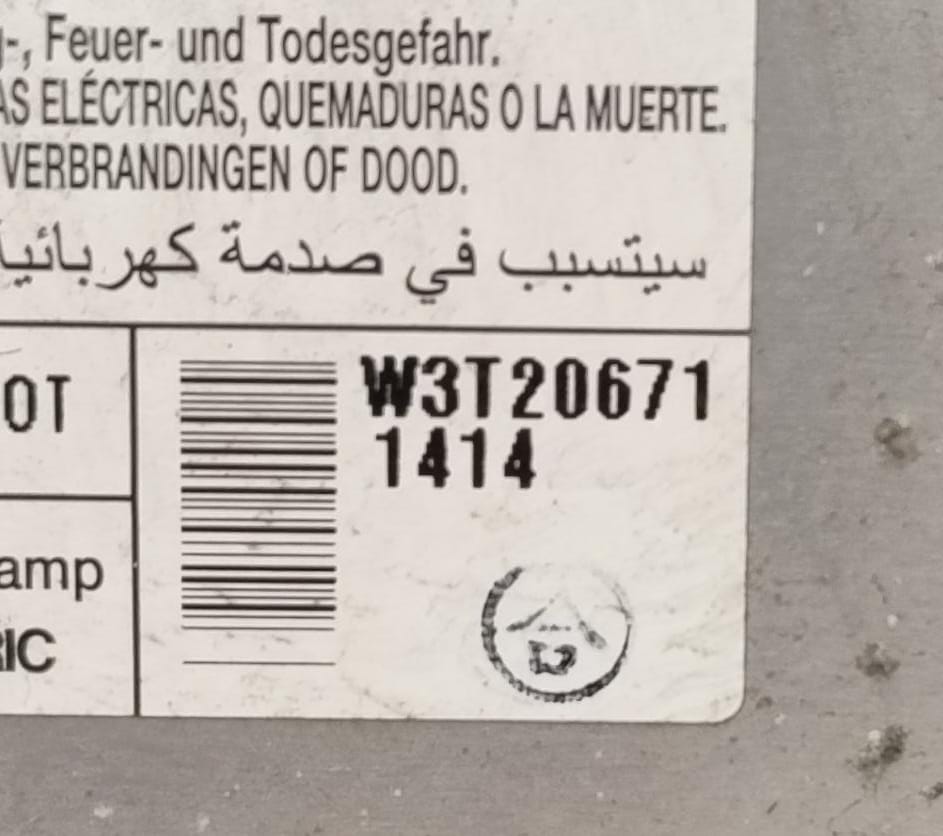 -, Feuer- und Todesgefahr.
AS ELÉCTRICAS, QUEMADURAS O LA MUERTE.
VERBRANDINGEN OF DOOD.
سيتسبب في صدمة كهربائية
OT
W3T20671
1414
amp
RIC